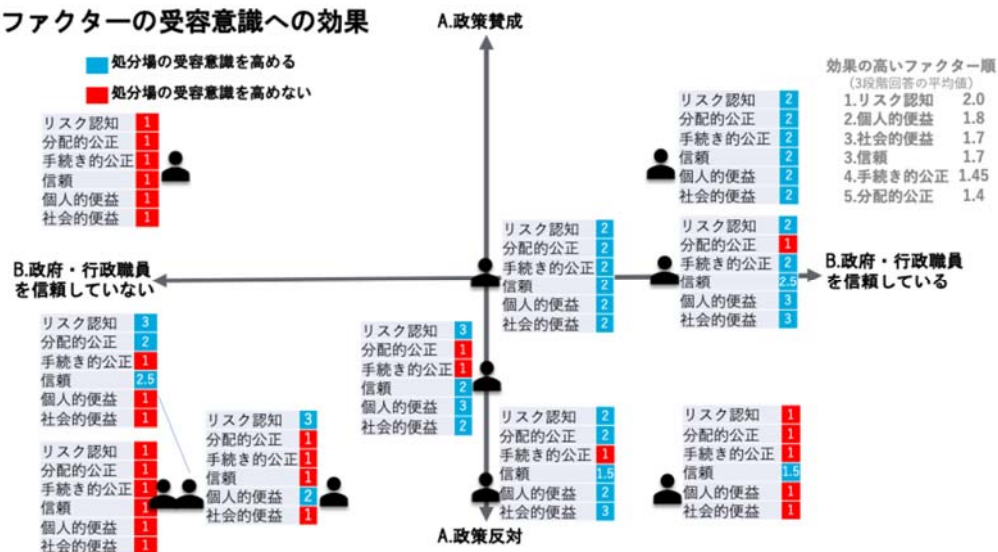 ファクターの受容意識への効果
処分場の受容意識を高める
処分場の受容意識を高めない
A.政策賛成
効果の高いファクター順
(3段階回答の平均値)
1.リスク認知 2.0
2.個人的便益 1.8
3.社会的便益 1.7
3.信頼 1.7
4.手続き的公正 1.45
5.分配的公正 1.4
リスク認知 1
分配的公正 1
手続き的公正 1
信頼 1
個人的便益 1
社会的便益 1
リスク認知 2
分配的公正 2
手続き的公正 2
信頼 2
個人的便益 2
社会的便益 2
B.政府・行政職員
を信頼していない
リスク認知 2
分配的公正 2
手続き的公正 2
信頼 2
個人的便益 2
社会的便益 2
リスク認知 2
分配的公正 1
手続き的公正 2
信頼 2.5
個人的便益 3
社会的便益 3
B.政府・行政職員
を信頼している
リスク認知 3
分配的公正 2
手続き的公正 1
信頼 2.5
個人的便益 1
社会的便益 1
リスク認知 3
分配的公正 1
手続き的公正 1
信頼 2
個人的便益 3
社会的便益 2
リスク認知 1
分配的公正 1
手続き的公正 1
信頼 1
個人的便益 1
社会的便益 1
リスク認知 3
分配的公正 1
手続き的公正 1
信頼 1
個人的便益 2
社会的便益 1
リスク認知 2
分配的公正 2
手続き的公正 1
信頼 1.5
個人的便益 2
社会的便益 3
リスク認知 1
分配的公正 1
手続き的公正 1
信頼 1.5
個人的便益 1
社会的便益 1
A.政策反対